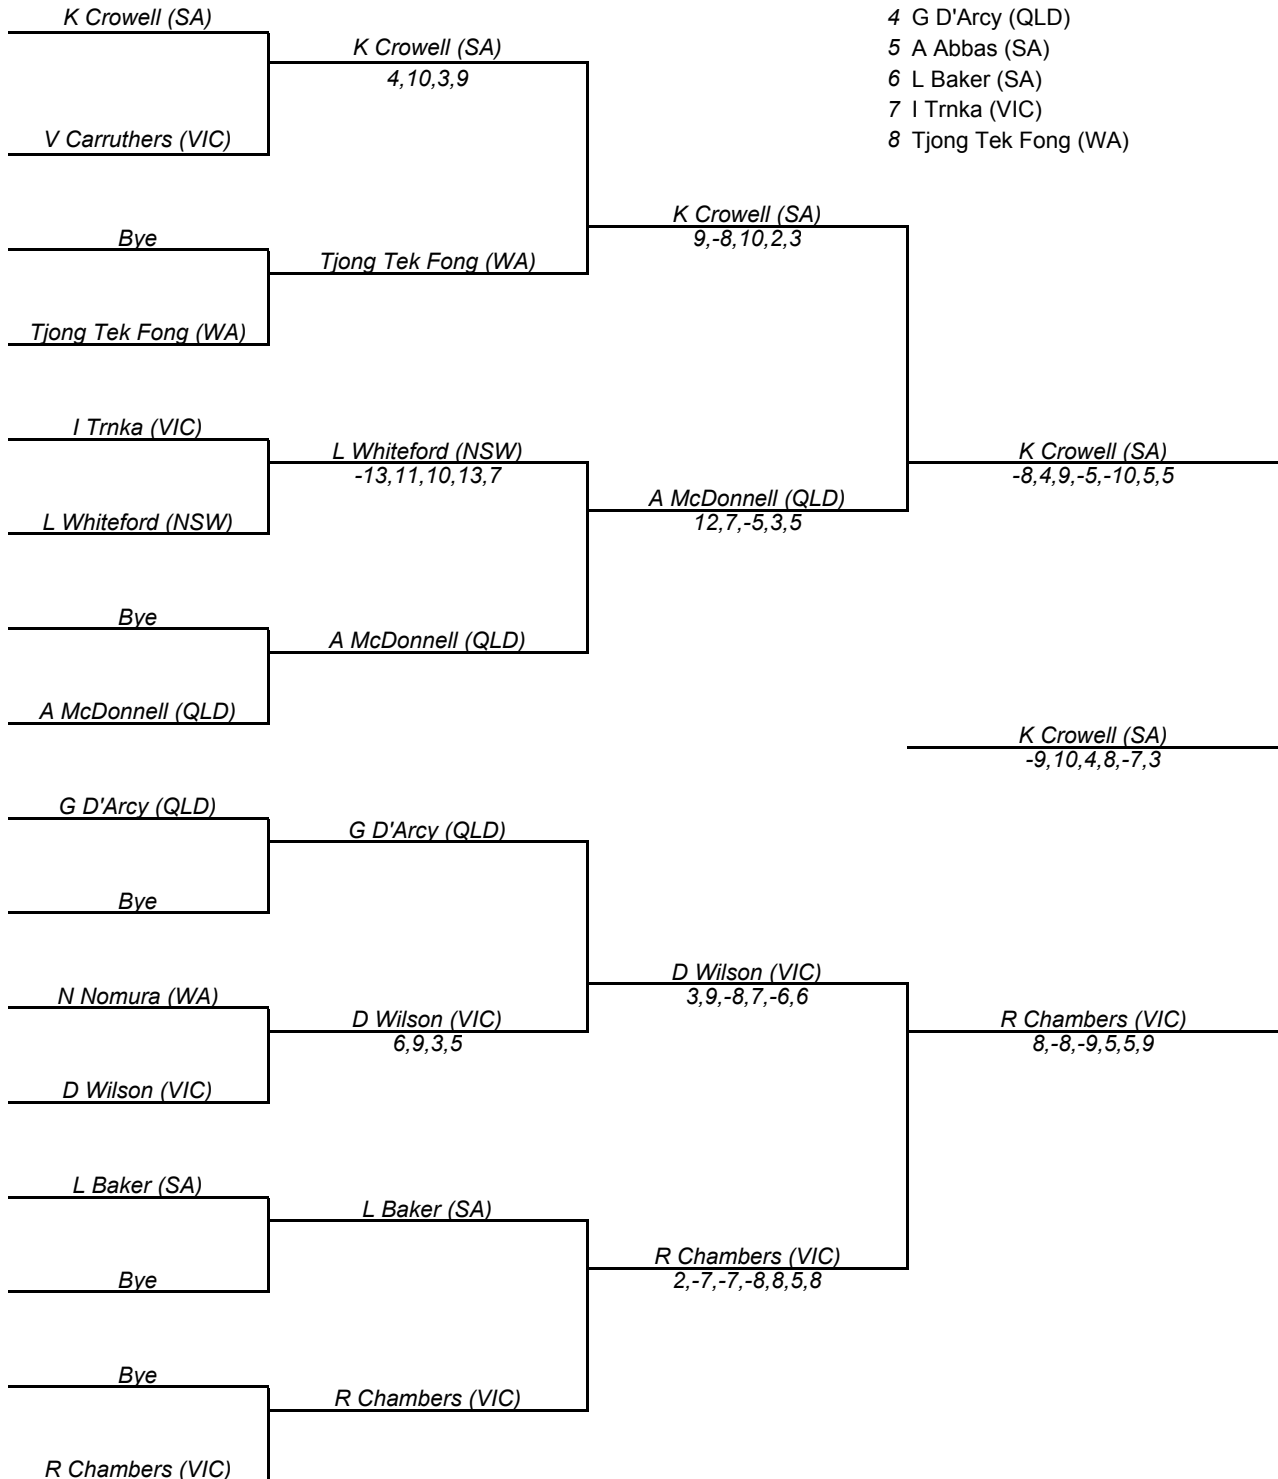 K Crowell (SA)
V Carruthers (VIC)
Bye
Tjong Tek Fong (WA)
I Trnka (VIC)
L Whiteford (NSW)
Bye
A McDonnell (QLD)
G D'Arcy (QLD)
Bye
N Nomura (WA)
D Wilson (VIC)
L Baker (SA)
Bye
Bye
R Chambers (VIC)
K Crowell (SA)
4,10,3,9
Tjong Tek Fong (WA)
L Whiteford (NSW)
-13,11,10,13,7
A McDonnell (QLD)
G D'Arcy (QLD)
D Wilson (VIC)
6,9,3,5
L Baker (SA)
R Chambers (VIC)
K Crowell (SA)
9,-8,10,2,3
A McDonnell (QLD)
12,7,-5,3,5
D Wilson (VIC)
3,9,-8,7,-6,6
R Chambers (VIC)
2,-7,-7,-8,8,5,8
4 G D'Arcy (QLD)
5 A Abbas (SA)
6 L Baker (SA)
7 I Trnka (VIC)
8 Tjong Tek Fong (WA)
K Crowell (SA)
-8,4,9,-5,-10,5,5
K Crowell (SA)
-9,10,4,8,-7,3
R Chambers (VIC)
8,-8,-9,5,5,9